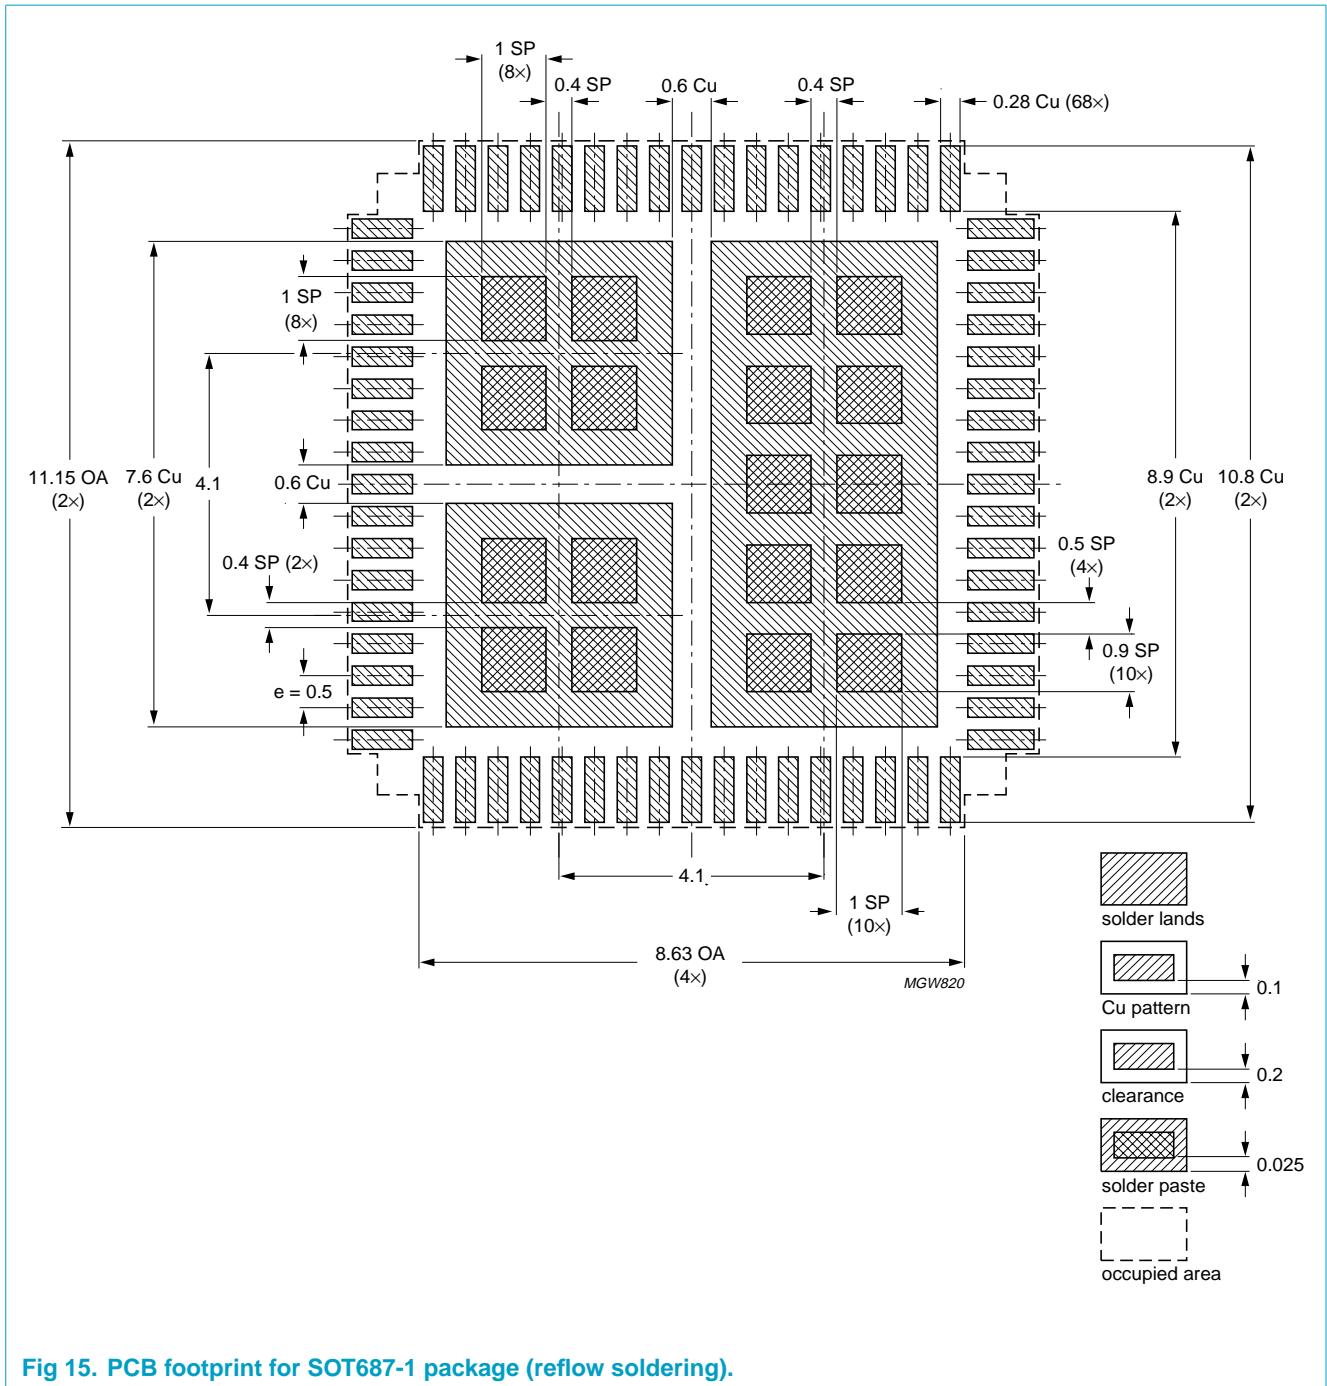 1 SP
(8×)
0.4 SP
0.6 Cu
0.4 SP
0.28 Cu (68×)
1 SP
(8×)
11.15 OA
(2×)
7.6 Cu
(2×)
4.1
0.6 Cu
8.9 Cu
(2×)
10.8 Cu
(2×)
0.4 SP (2×)
0.5 SP
(4×)
0.9 SP
(10×)
e = 0.5
4.1
1 SP
(10×)
8.63 OA
(4×)
MGW820
solder lands
0.1
Cu pattern
0.2
clearance
0.025
solder paste
occupied area
Fig 15. PCB footprint for SOT687-1 package (reflow soldering).